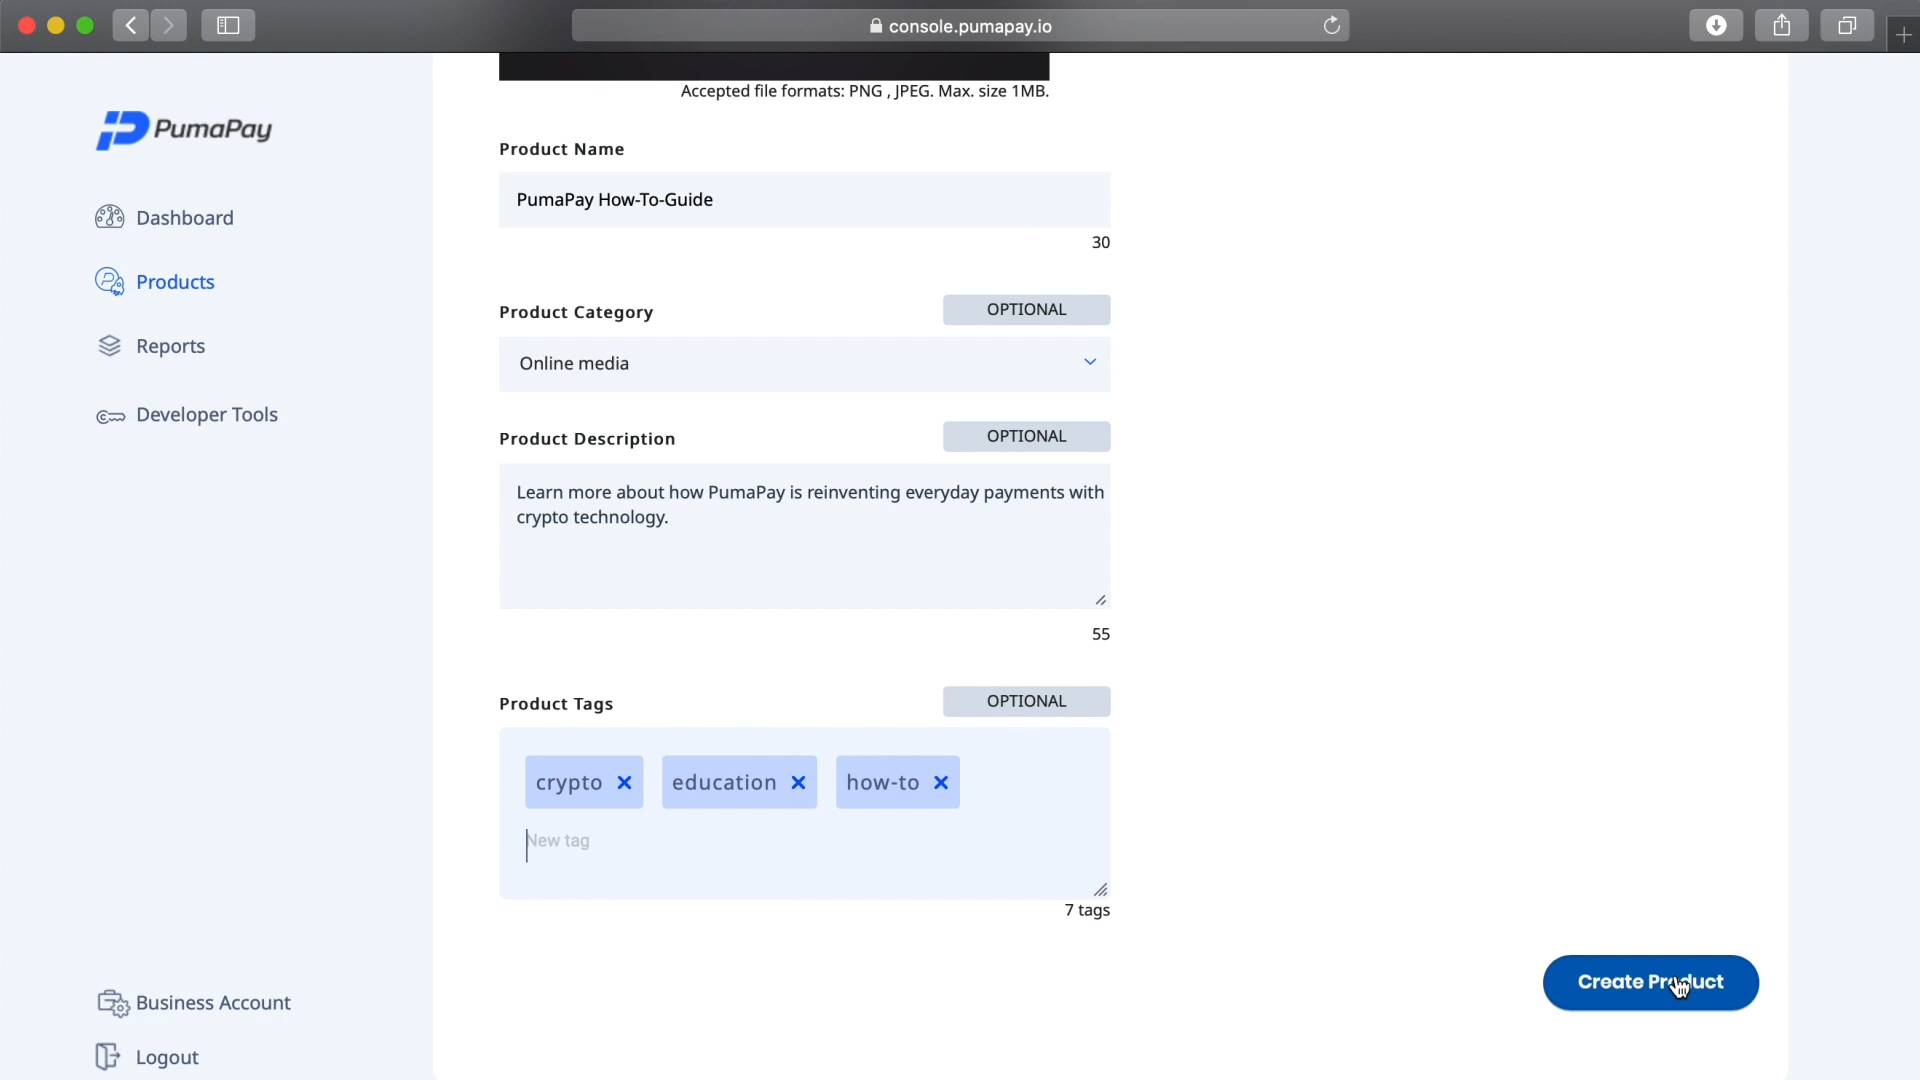 console.pumapay.io
PumaPay
Dashboard
Products
Reports
Developer Tools
Business Account
Logout
Accepted file formats: PNG , JPEG. Max. size 1MB.
Product Name
PumaPay How-To-Guide
30
Product Category
OPTIONAL
Online media
Product Description
OPTIONAL
Learn more about how PumaPay is reinventing everyday payments with
crypto technology.
55
Product Tags
OPTIONAL
crypto education how-to
New tag
7 tags
Create Product